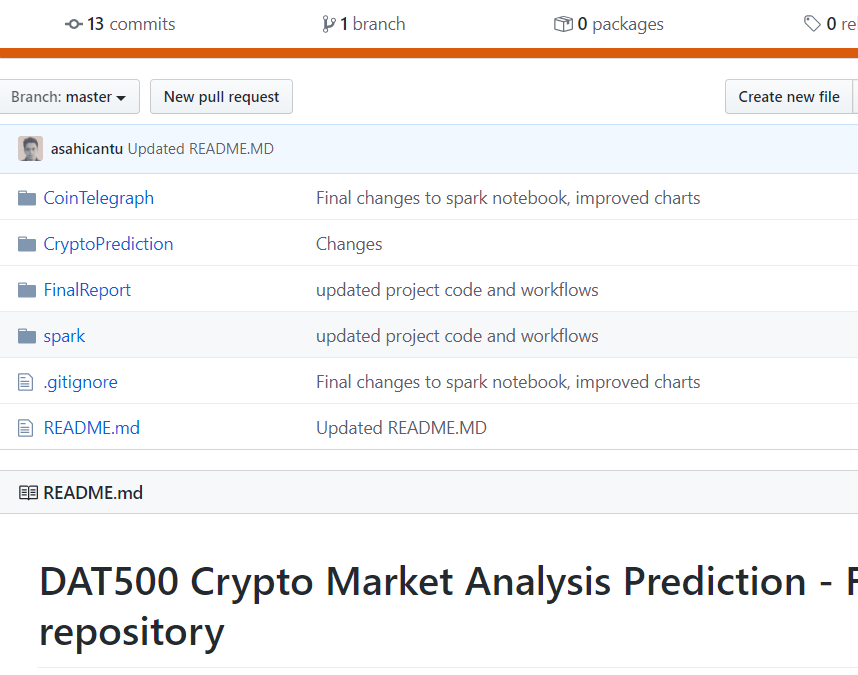 13 commits 1 branch 0 packages 0
Branch: master New pull request Create new file
asahicantu Updated README.MD
CoinTelegraph Final changes to spark notebook, improved charts
CryptoPrediction Changes
FinalReport updated project code and workflows
spark updated project code and workflows
.gitignore Final changes to spark notebook, improved charts
README.md Updated README.MD
README.md
DAT500 Crypto Market Analysis Prediction -
repository